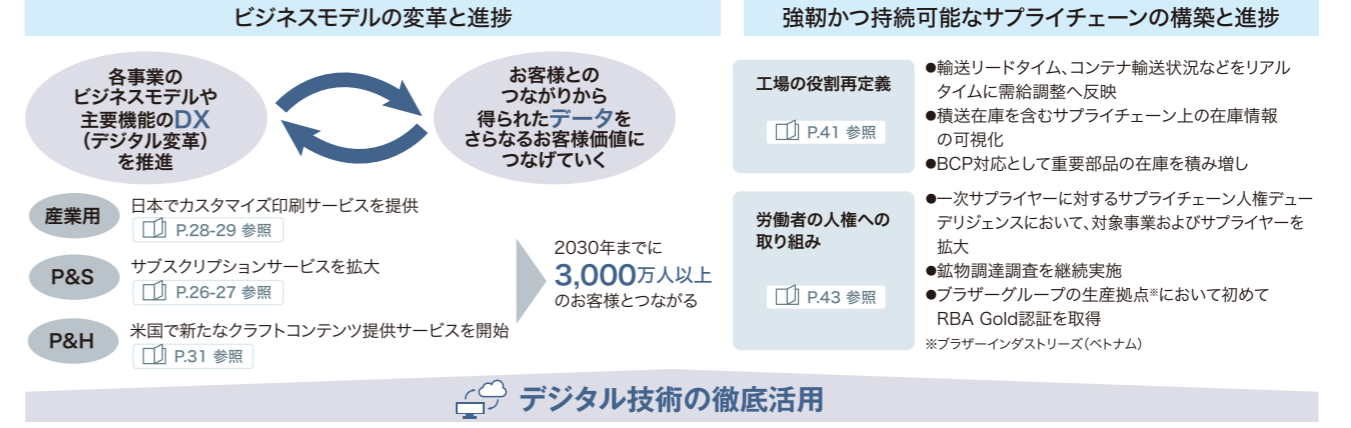 ビジネスモデルの変革と進捗
各事業の
ビジネスモデルや
主要機能のDX
(デジタル変革)
を推進
お客様との
つながりから
得られたデータを
さらなるお客様価値に
つなげていく
産業用
日本でカスタマイズ印刷サービスを提供
P.28-29 参照
P&S
サブスクリプションサービスを拡大
P.26-27 参照
P&H
米国で新たなクラフトコンテンツ提供サービスを開始
P.31 参照
2030年までに
3,000万人以上
のお客様とつながる
強靭かつ持続可能なサプライチェーンの構築と進捗
工場の役割再定義
P.41 参照
●輸送リードタイム、コンテナ輸送状況などをリアル
タイムに需給調整へ反映
●積送在庫を含むサプライチェーン上の在庫情報
の可視化
●BCP対応として重要部品の在庫を積み増し
労働者の人権への
取り組み
P.43 参照
●一次サプライヤーに対するサプライチェーン人権デュー
デリジェンスにおいて、対象事業およびサプライヤーを
拡大
●鉱物調達調査を継続実施
●ブラザーグループの生産拠点※において初めて
RBA Gold認証を取得
※ブラザーインダストリーズ(ベトナム)
デジタル技術の徹底活用